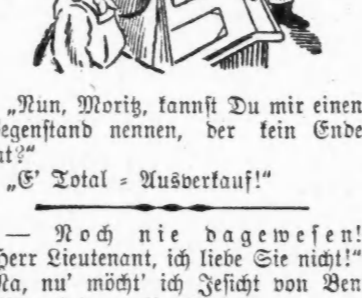 „Nun, Moritz, kannst Du mir einen
egenstand nennen, der kein Ende
at?“
„E' Total = Ausverkauf!“
— Noch nie dagewesen!
Herr Lieutenant, ich liebe Sie nicht!“
Na, nu' möcht' ich Jesicht von Ben